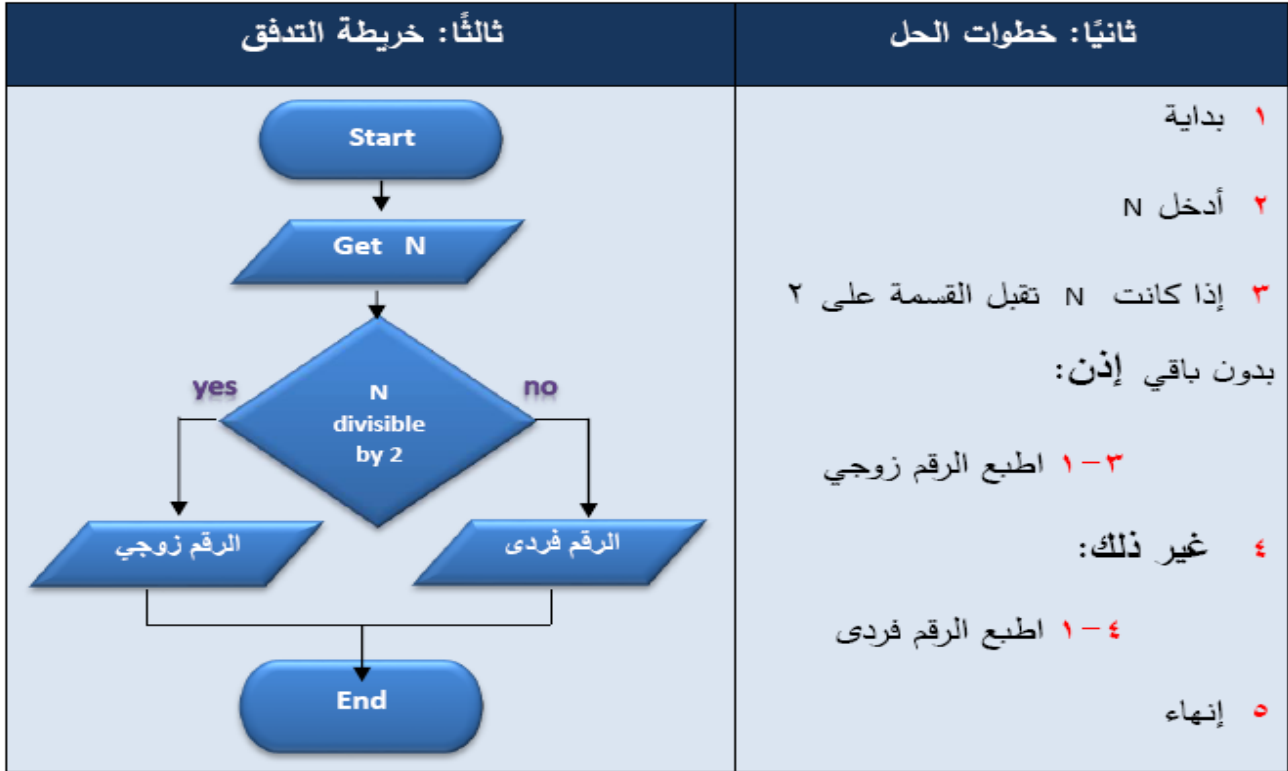 ثانيًا: خطوات الحل
١ بداية
٢ أدخل N
٣ إذا كانت N تقبل القسمة على ٢
بدون باقي إذن:
٣-١ اطبع الرقم زوجي
٤ غير ذلك:
٤-١ اطبع الرقم فردى
٥ إنهاء
ثالثًا: خريطة التدفق
Start
Get N
yes
no
N
divisible
by 2
الرقم زوجي
الرقم فردى
End